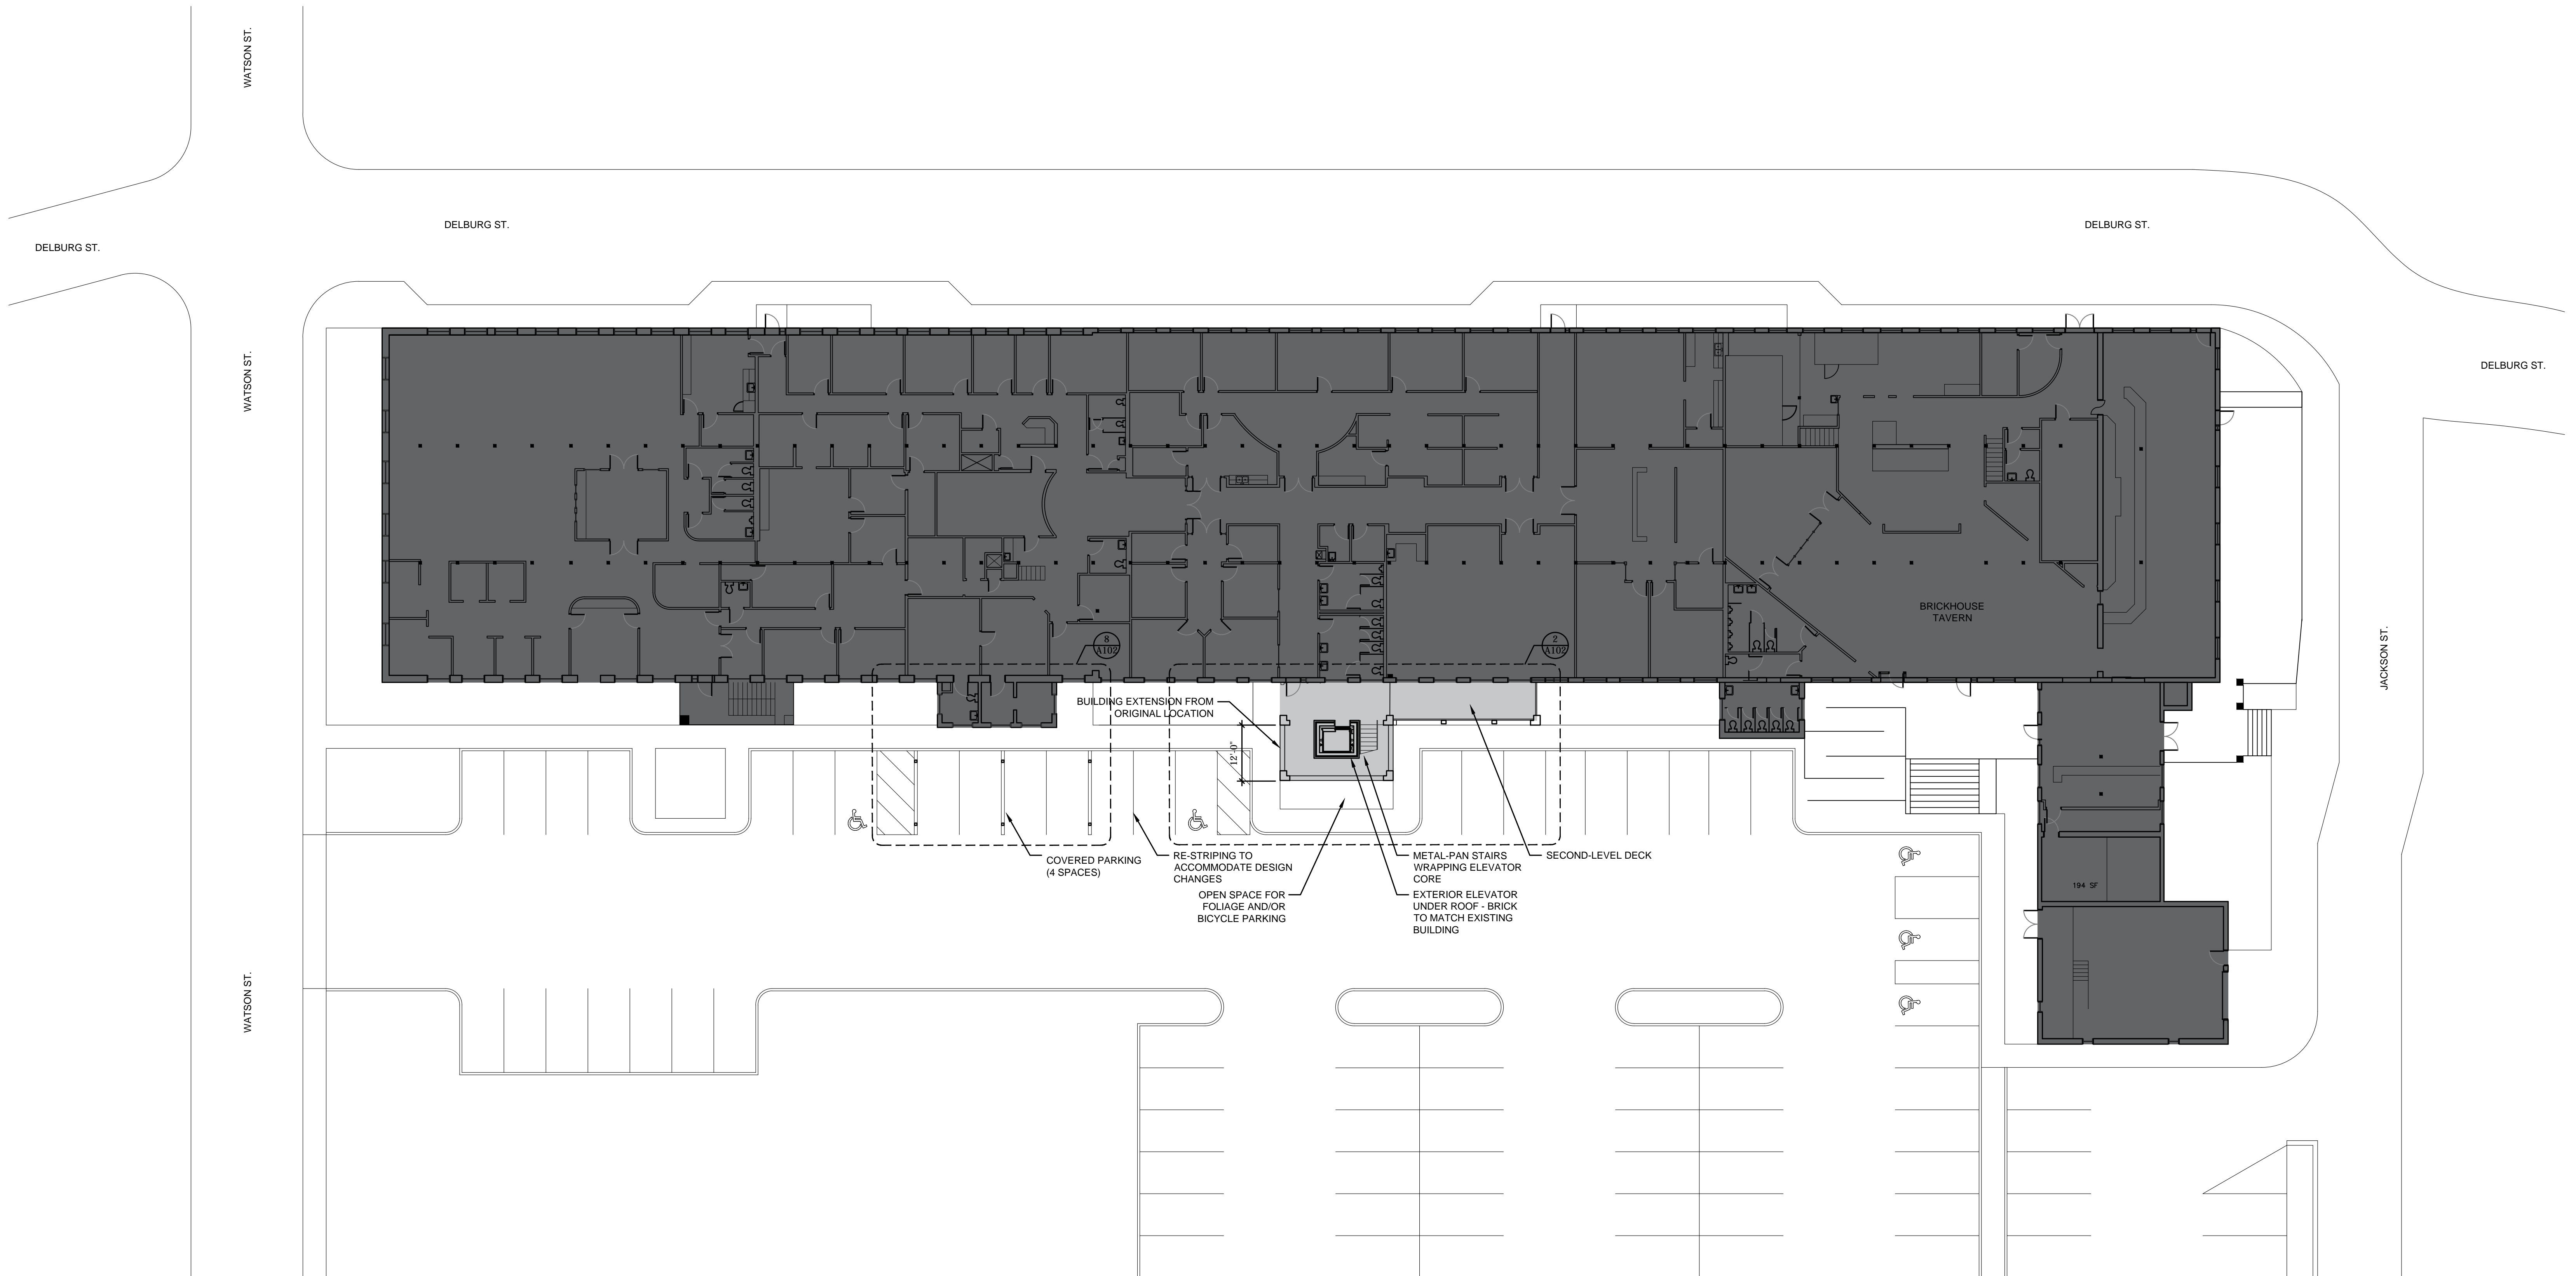 WATSON ST.
DELBURG ST.
DELBURG ST.
DELBURG ST.
WATSON ST.
DELBURG ST.
BRICKHOUSE
TAVERN
JACKSON ST.
8
A102
2
A102
BUILDING EXTENSION FROM
ORIGINAL LOCATION
12'-0"
COVERED PARKING
(4 SPACES)
RE-STRIPING TO
ACCOMMODATE DESIGN
CHANGES
OPEN SPACE FOR
FOLIAGE AND/OR
BICYCLE PARKING
METAL-PAN STAIRS
WRAPPING ELEVATOR
CORE
EXTERIOR ELEVATOR
UNDER ROOF - BRICK
TO MATCH EXISTING
BUILDING
SECOND-LEVEL DECK
194 SF
WATSON ST.